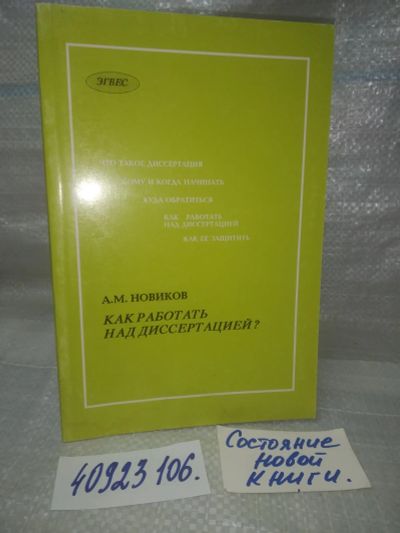 ЭГВЕС
ЧТО ТАКОЕ ДИССЕРТАЦИЯ
КОМУ И КОГДА НАЧИНАТЬ
КУДА ОБРАТИТЬСЯ
КАК РАБОТАТЬ
НАД ДИССЕРТАЦИЕЙ
КАК ЕЕ ЗАЩИТИТЬ
А.М. НОВИКОВ
КАК РАБОТАТЬ
НАД ДИССЕРТАЦИЕЙ?
40923106.
Состояние
новой
книги.